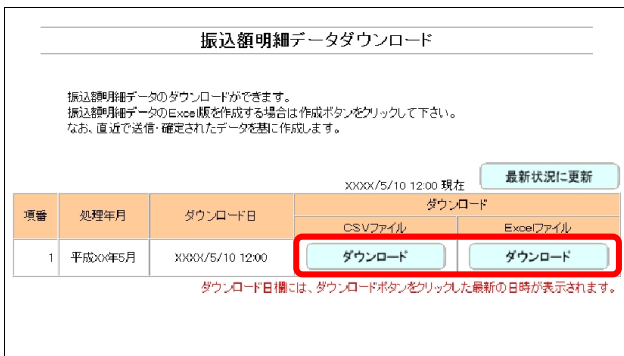 振込額明細データダウンロード
振込額明細データのダウンロードができます。
振込額明細データのExcel版を作成する場合は作成ボタンをクリックして下さい。
なお、直近で送信・確定されたデータを基に作成します。
XXXX/5/10 12:00 現在 最新状況に更新
項番 処理年月 ダウンロード日 ダウンロード
CSVファイル Excelファイル
1 平成XX年5月 XXXX/5/10 12:00 ダウンロード ダウンロード
ダウンロード日欄には、ダウンロードボタンをクリックした最新の日時が表示されます。